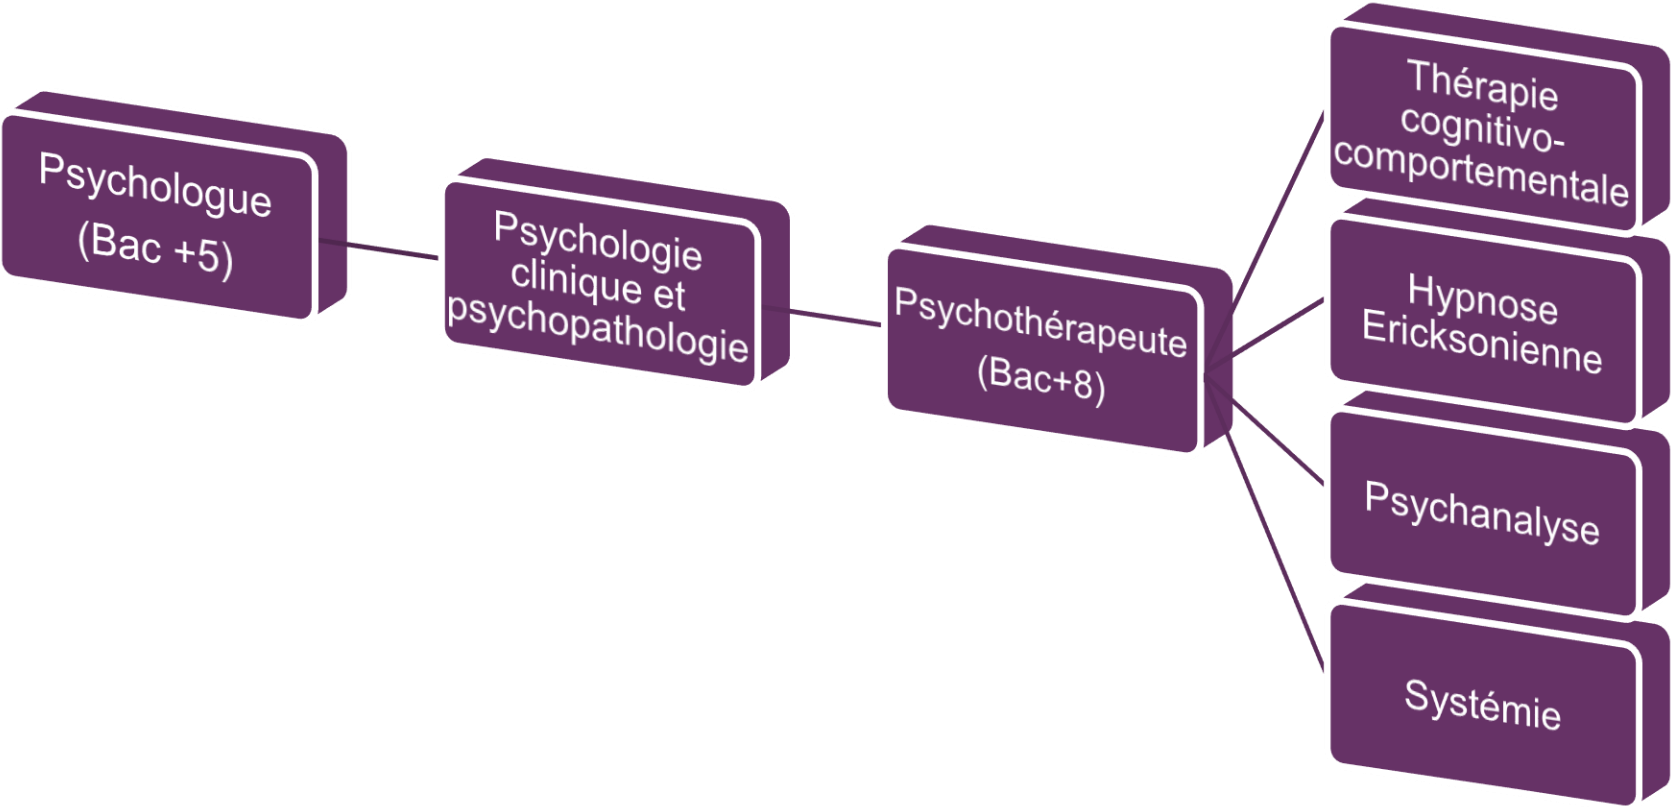 Psychologue
(Bac +5)
Psychologie
clinique et
psychopathologie
Psychothérapeute
(Bac+8)
Thérapie
cognitivo-
comportementale
Hypnose
Ericksonienne
Psychanalyse
Systémie